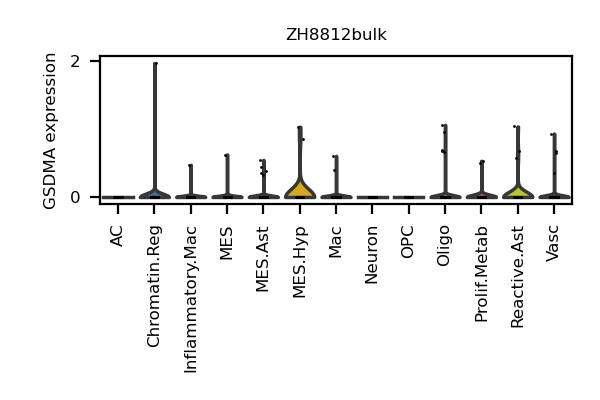 ZH8812bulk
GSDMA expression
2
0
AC
Chromatin.Reg
Inflammatory.Mac
MES
MES.Ast
MES.Hyp
Mac
Neuron
OPC
Oligo
Prolif.Metab
Reactive.Ast
Vasc